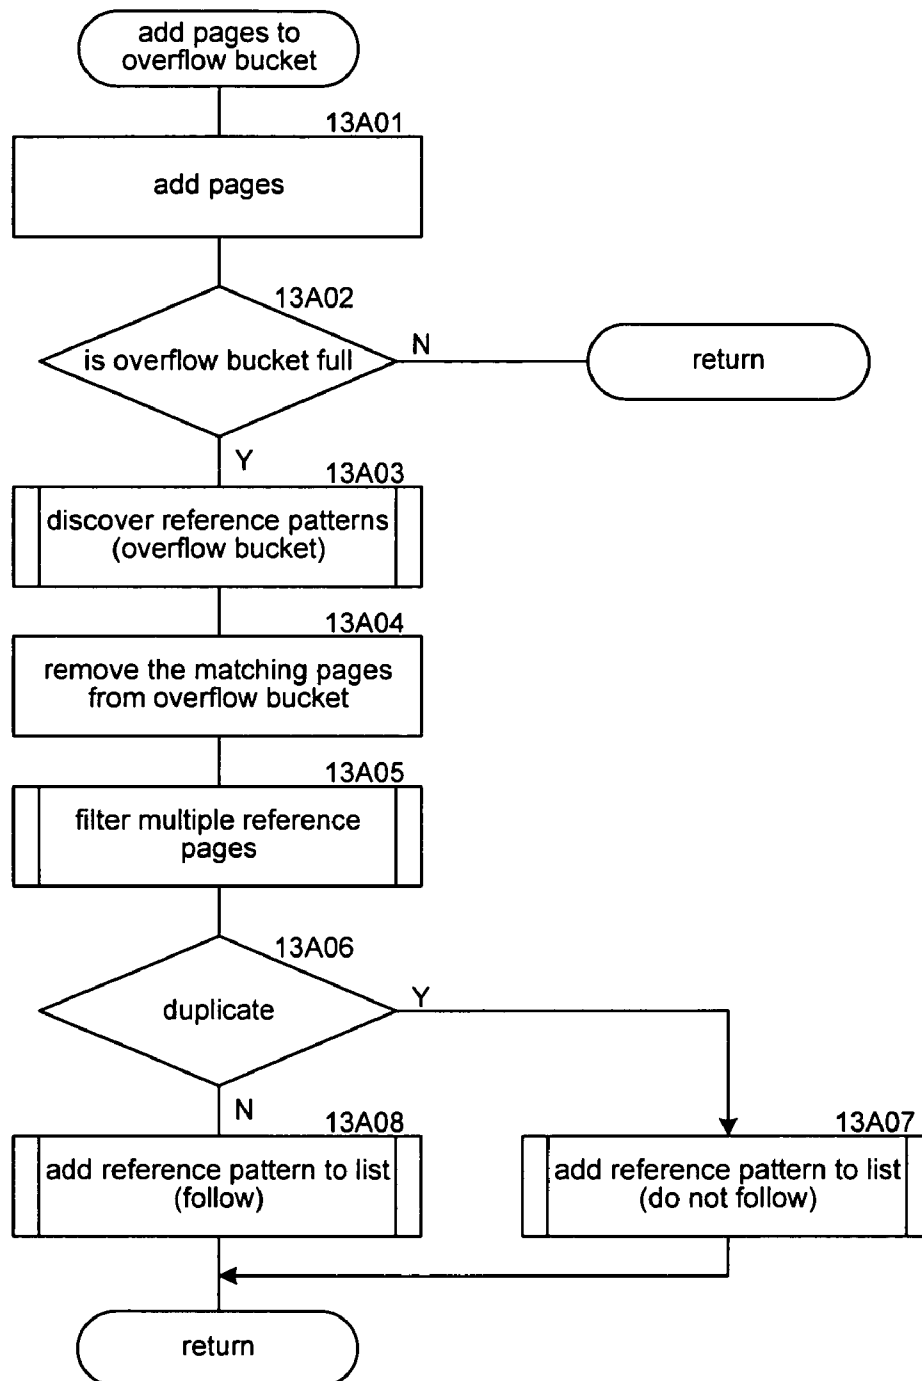 add pages to
overflow bucket
13A01
add pages
13A02
is overflow bucket full
N
return
Y
13A03
discover reference patterns
(overflow bucket)
13A04
remove the matching pages
from overflow bucket
13A05
filter multiple reference
pages
13A06
duplicate
Y
N
13A08
add reference pattern to list
(follow)
13A07
add reference pattern to list
(do not follow)
return